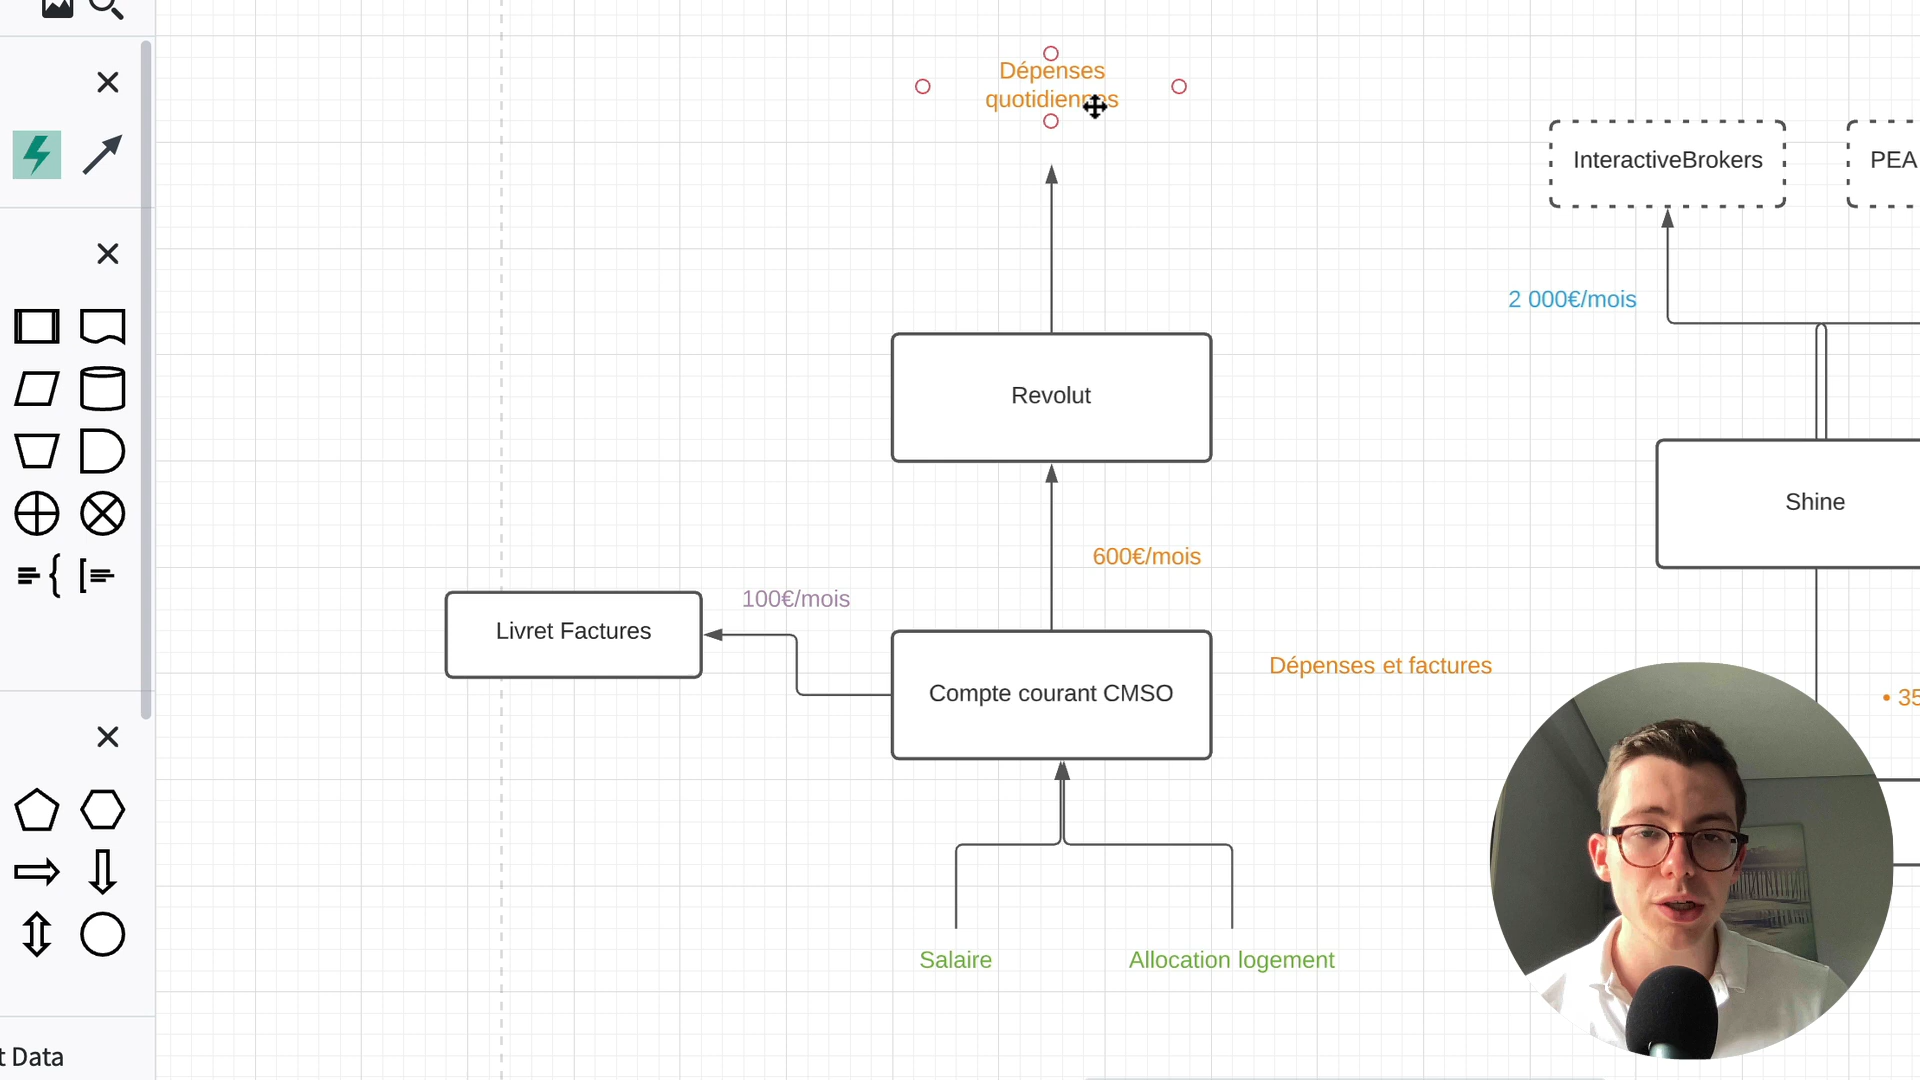 Dépenses
quotidiennes
InteractiveBrokers
PEA
2 000€/mois
Revolut
Shine
600€/mois
100€/mois
Livret Factures
Dépenses et factures
Compte courant CMSO
• 35
Salaire
Allocation logement
t Data